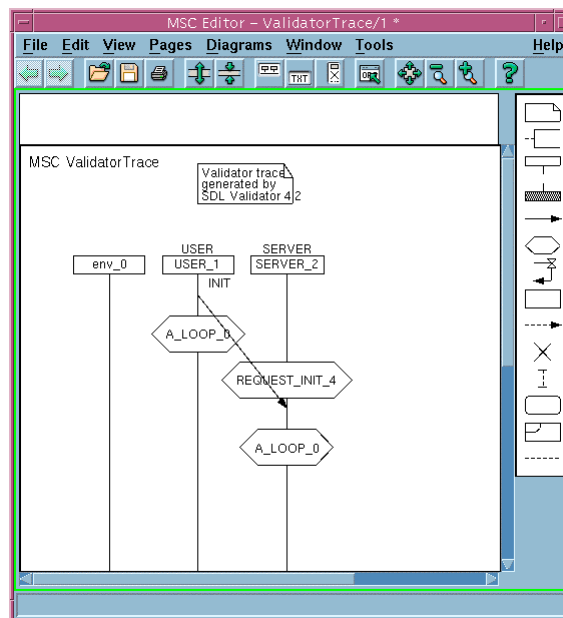 MSC Editor – ValidatorTrace/1 *
File Edit View Pages Diagrams Window Tools Help
TXT
MSC ValidatorTrace
Validator trace
generated by
SDL Validator 4.2
USER SERVER
env_0 USER_1 SERVER_2
INIT
A_LOOP_0
REQUEST_INIT_4
A_LOOP_0